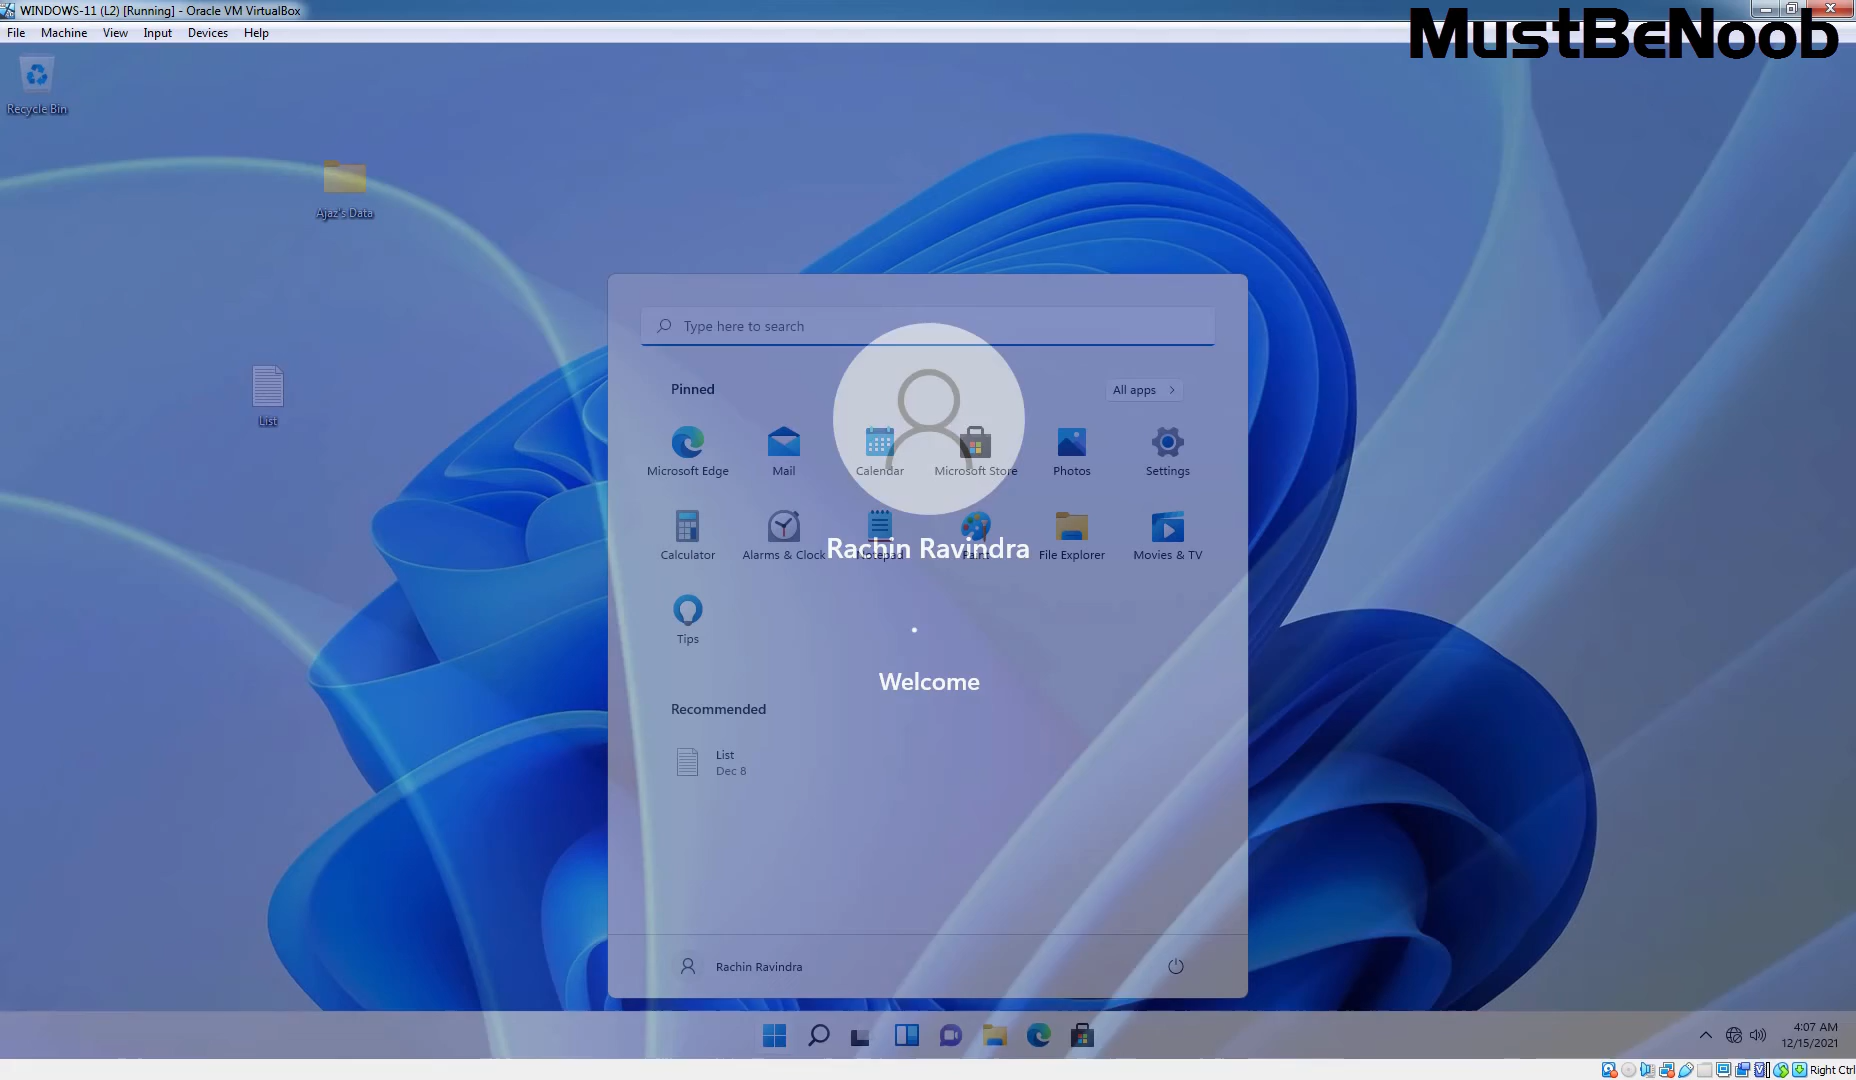 WINDOWS-11 (L2) [Running] - Oracle VM VirtualBox
File Machine View Input Devices Help
MustBeNoob
Recycle Bin
Ajaz's Data
List
Type here to search
Pinned
All apps
Microsoft Edge
Mail
Calendar
Microsoft Store
Photos
Settings
Calculator
Alarms & Clock
Notepad
Paint
File Explorer
Movies & TV
Rachin Ravindra
Tips
Welcome
Recommended
List
Dec 8
Rachin Ravindra
4:07 AM
12/15/2021
Right Ctrl